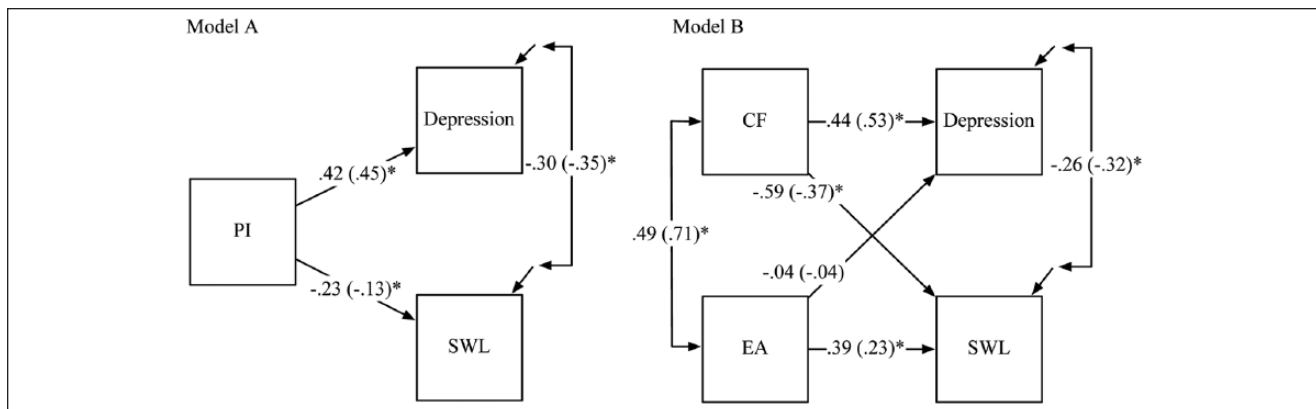 Model A
Model B
Depression
CF
.44 (.53)*
Depression
.42 (.45)*
-.30 (-.35)*
-.59 (-.37)*
-.26 (-.32)*
PI
.49 (.71)*
-.23 (-.13)*
-.04 (-.04)
SWL
EA
.39 (.23)*
SWL